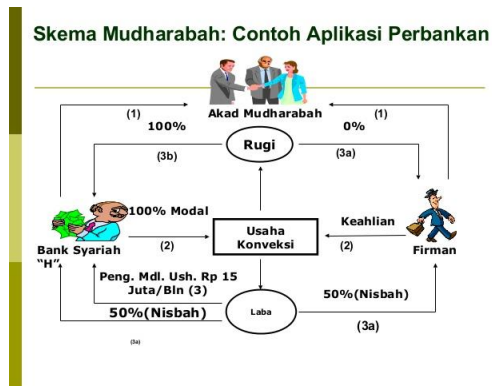 Skema Mudharabah: Contoh Aplikasi Perbankan
(1)
Akad Mudharabah
(1)
100%
0%
Rugi
(3b)
(3a)
100% Modal
Usaha
Konveksi
Keahlian
(2)
(2)
Bank Syariah
"H"
Firman
Peng. Mdl. Ush. Rp 15
Juta/Bln (3)
50%(Nisbah)
Laba
50%(Nisbah)
(3a)
(3a)